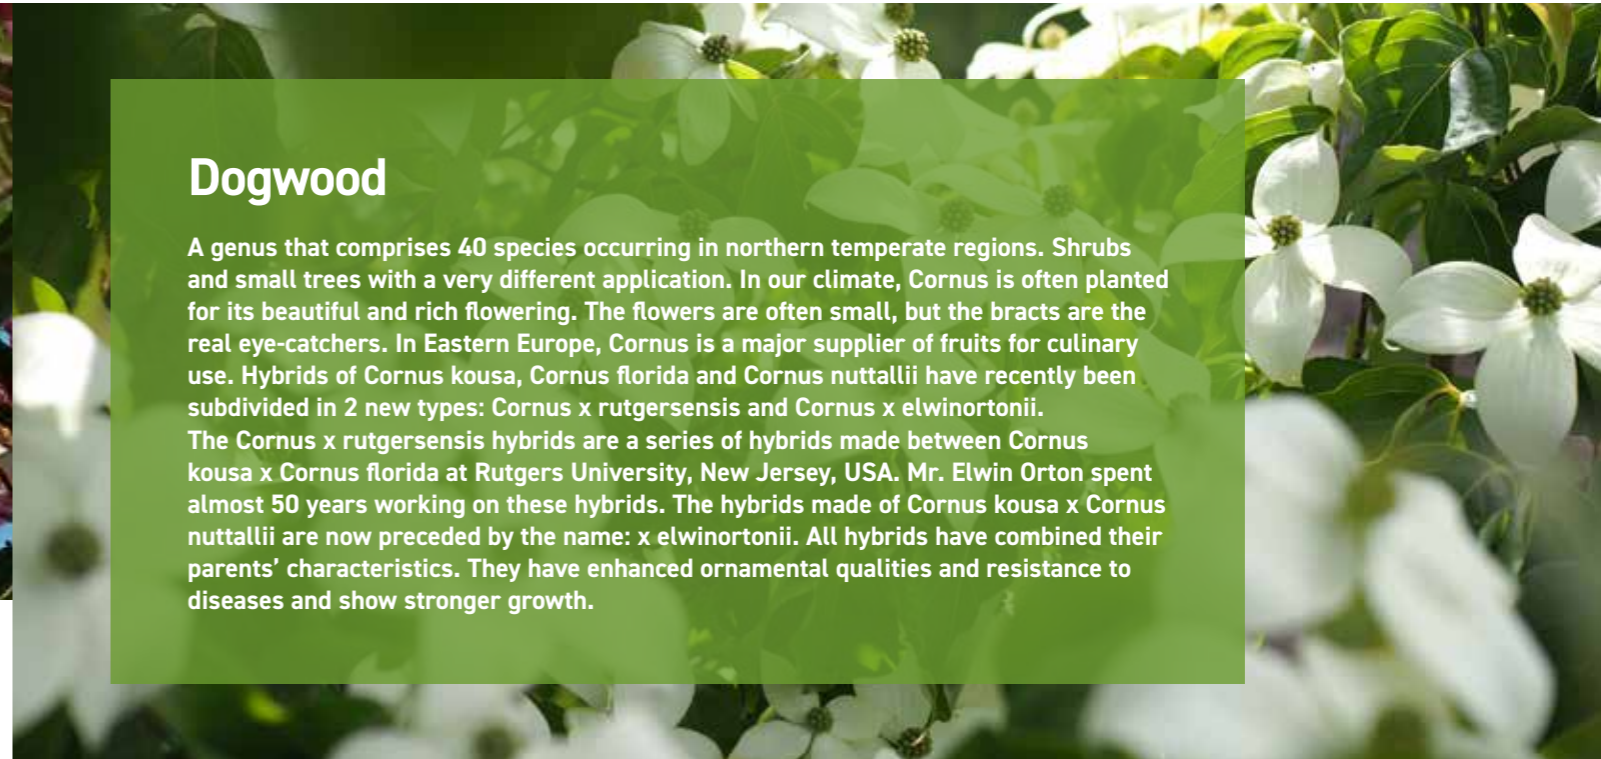 Dogwood
A genus that comprises 40 species occurring in northern temperate regions. Shrubs
and small trees with a very different application. In our climate, Cornus is often planted
for its beautiful and rich flowering. The flowers are often small, but the bracts are the
real eye-catchers. In Eastern Europe, Cornus is a major supplier of fruits for culinary
use. Hybrids of Cornus kousa, Cornus florida and Cornus nuttallii have recently been
subdivided in 2 new types: Cornus x rutgersensis and Cornus x elwinortonii.
The Cornus x rutgersensis hybrids are a series of hybrids made between Cornus
kousa x Cornus florida at Rutgers University, New Jersey, USA. Mr. Elwin Orton spent
almost 50 years working on these hybrids. The hybrids made of Cornus kousa x Cornus
nuttallii are now preceded by the name: x elwinortonii. All hybrids have combined their
parents’ characteristics. They have enhanced ornamental qualities and resistance to
diseases and show stronger growth.